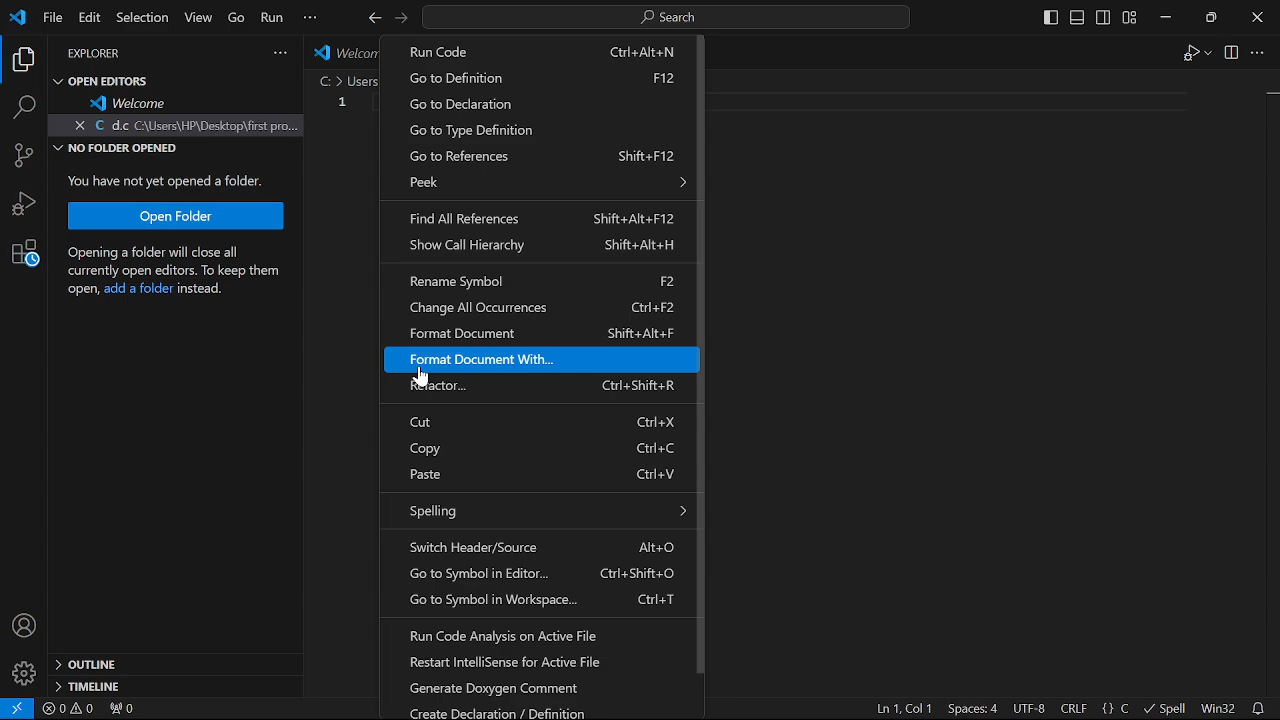 File Edit Selection View Go Run ··· Search
EXPLORER ···
OPEN EDITORS
Welcome
C d.c C:\Users\HP\Desktop\first pro...
NO FOLDER OPENED
You have not yet opened a folder.
Open Folder
Opening a folder will close all
currently open editors. To keep them
open, add a folder instead.
OUTLINE
TIMELINE
C: > Users
1
Run Code Ctrl+Alt+N
Go to Definition F12
Go to Declaration
Go to Type Definition
Go to References Shift+F12
Peek
Find All References Shift+Alt+F12
Show Call Hierarchy Shift+Alt+H
Rename Symbol F2
Change All Occurrences Ctrl+F2
Format Document Shift+Alt+F
Format Document With...
Refactor... Ctrl+Shift+R
Cut Ctrl+X
Copy Ctrl+C
Paste Ctrl+V
Spelling
Switch Header/Source Alt+O
Go to Symbol in Editor... Ctrl+Shift+O
Go to Symbol in Workspace... Ctrl+T
Run Code Analysis on Active File
Restart IntelliSense for Active File
Generate Doxygen Comment
Create Declaration / Definition
0 0 0 Ln 1, Col 1 Spaces: 4 UTF-8 CRLF {} C Spell Win32